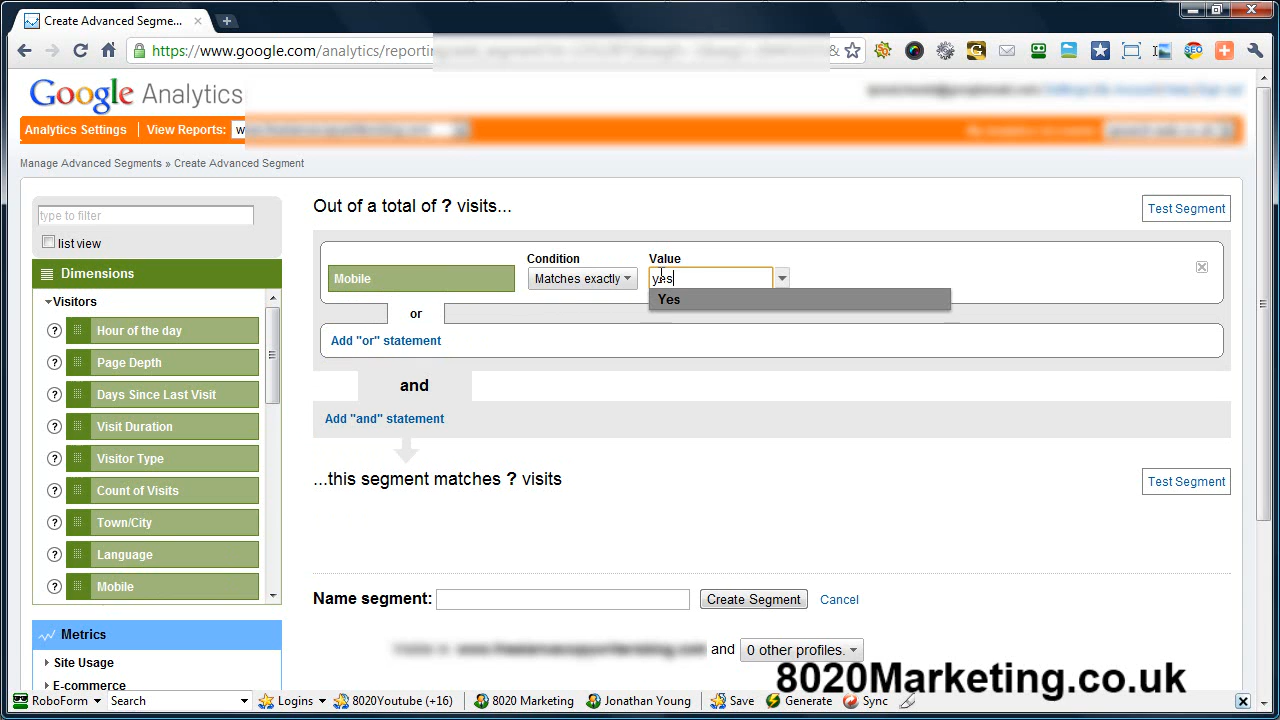 Create Advanced Segme...
https://www.google.com/analytics/reporting
&
Google Analytics
Analytics Settings
View Reports:
Manage Advanced Segments » Create Advanced Segment
type to filter
list view
Dimensions
Visitors
Hour of the day
Page Depth
Days Since Last Visit
Visit Duration
Visitor Type
Count of Visits
Town/City
Language
Mobile
Metrics
Site Usage
E-commerce
Out of a total of ? visits...
Test Segment
Condition
Value
Mobile
Matches exactly
yes
Yes
or
Add "or" statement
and
Add "and" statement
...this segment matches ? visits
Test Segment
Name segment:
Create Segment
Cancel
and
0 other profiles.
8020Marketing.co.uk
RoboForm
Search
Logins
8020Youtube (+16)
8020 Marketing
Jonathan Young
Save
Generate
Sync